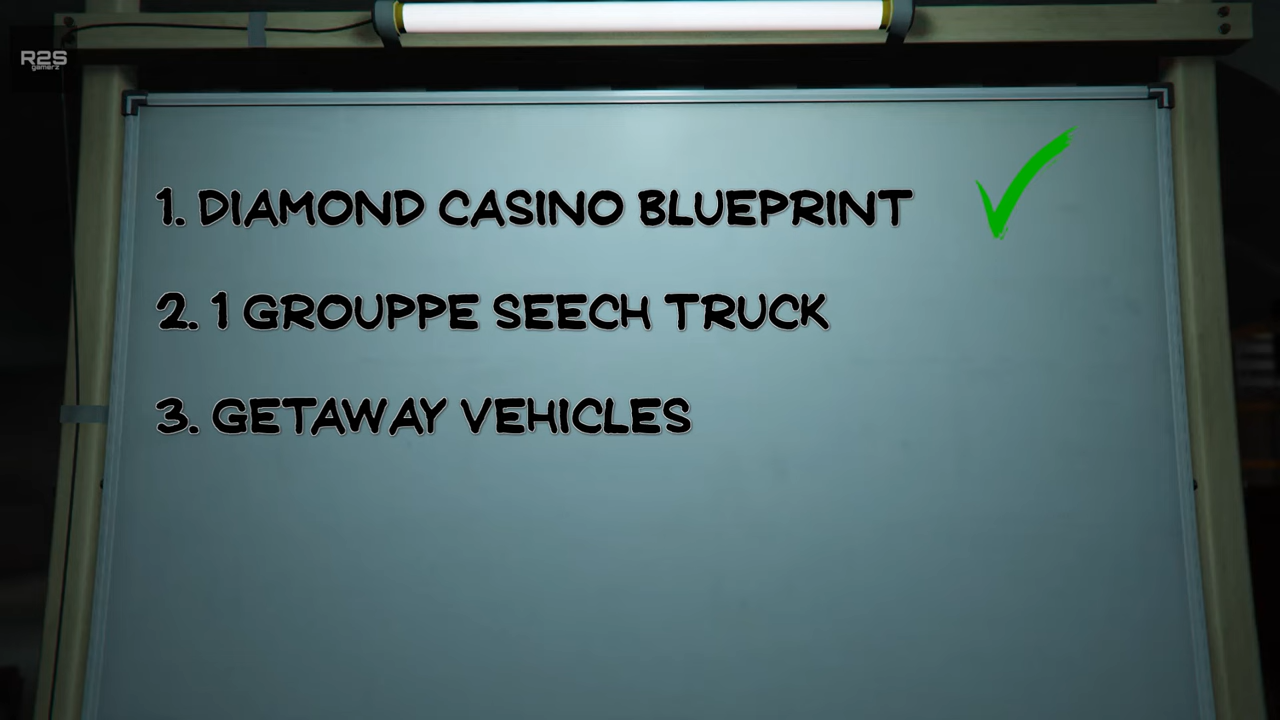 R2S
gamerz
1. DIAMOND CASINO BLUEPRINT
2. 1 GROUPPE SEECH TRUCK
3. GETAWAY VEHICLES